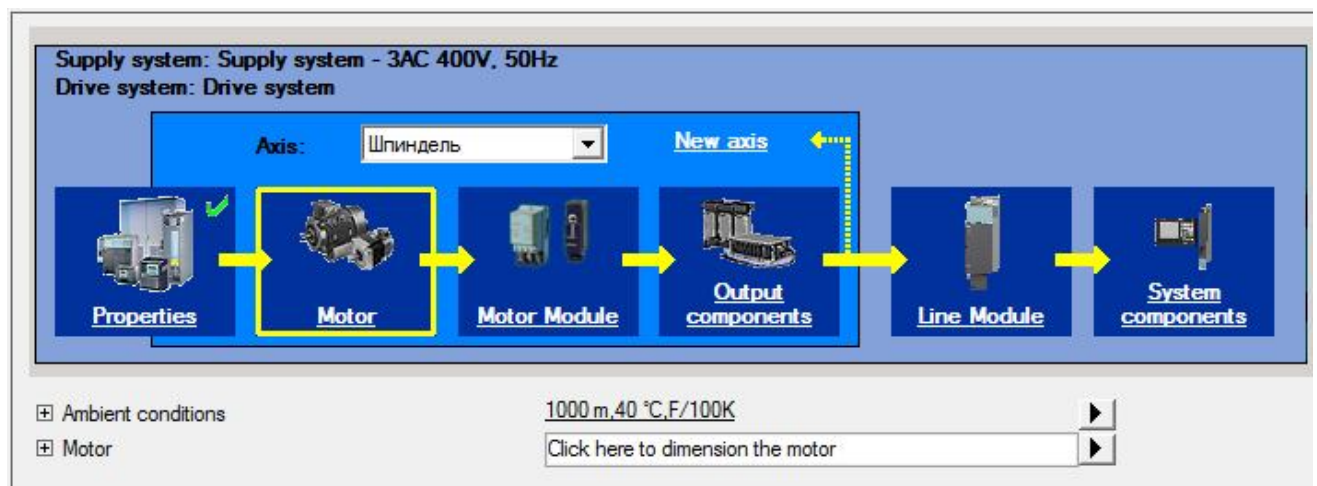 Supply system: Supply system - 3AC 400V, 50Hz
Drive system: Drive system
Axis: Шпиндель New axis
Properties Motor Motor Module Output components Line Module System components
Ambient conditions 1000 m,40 °C,F/100K
Motor Click here to dimension the motor